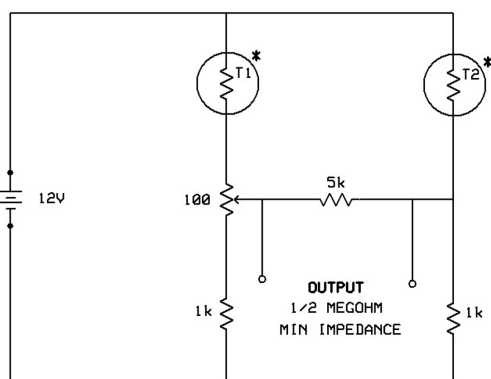 *
T1
*
T2
5k
12V
100
OUTPUT
1/2 MEGOHM
MIN IMPEDANCE
1k
1k